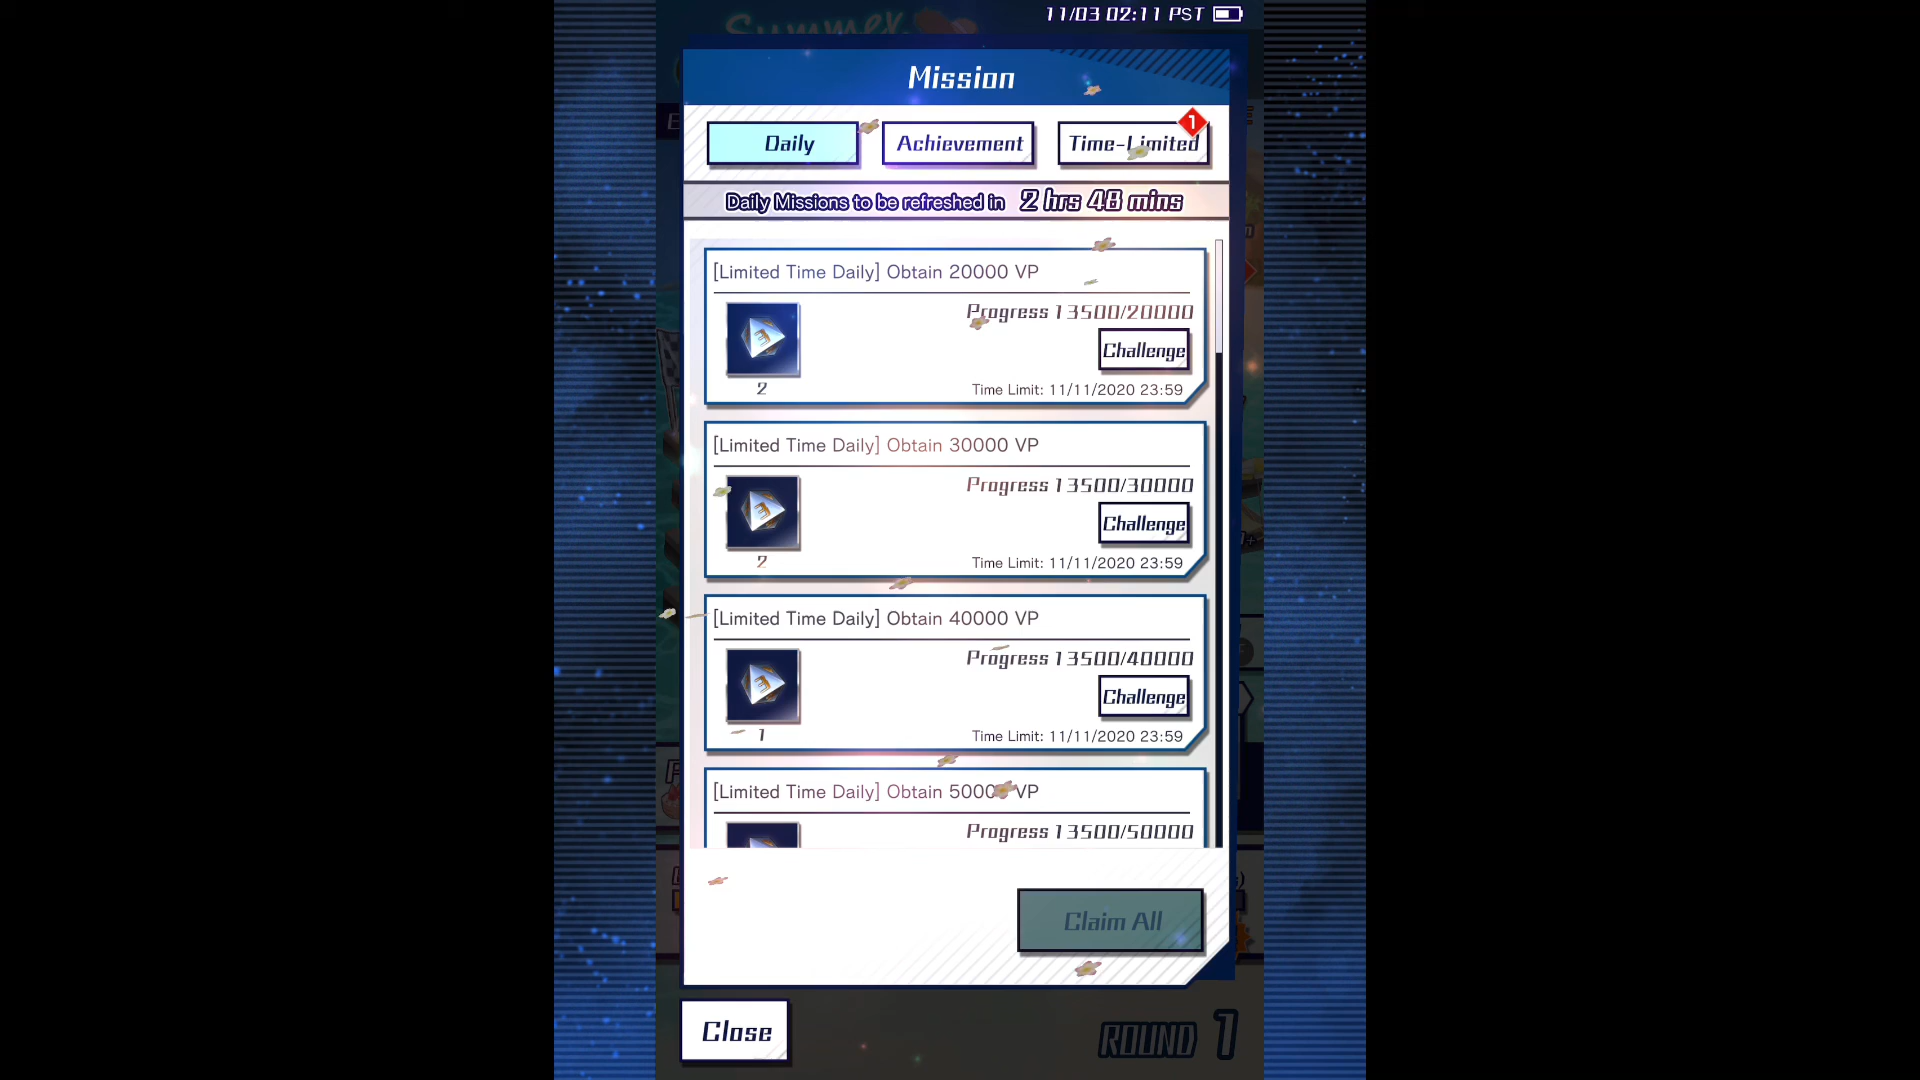 Summer
11/03 02:11 PST
Mission
Daily
Achievement
Time-Limited
1
Daily Missions to be refreshed in 2 hrs 48 mins
[Limited Time Daily] Obtain 20000 VP
Progress 13500/20000
Challenge
2
Time Limit: 11/11/2020 23:59
[Limited Time Daily] Obtain 30000 VP
Progress 13500/30000
Challenge
2
Time Limit: 11/11/2020 23:59
[Limited Time Daily] Obtain 40000 VP
Progress 13500/40000
Challenge
1
Time Limit: 11/11/2020 23:59
[Limited Time Daily] Obtain 50000 VP
Progress 13500/50000
Claim All
Close
ROUND 1